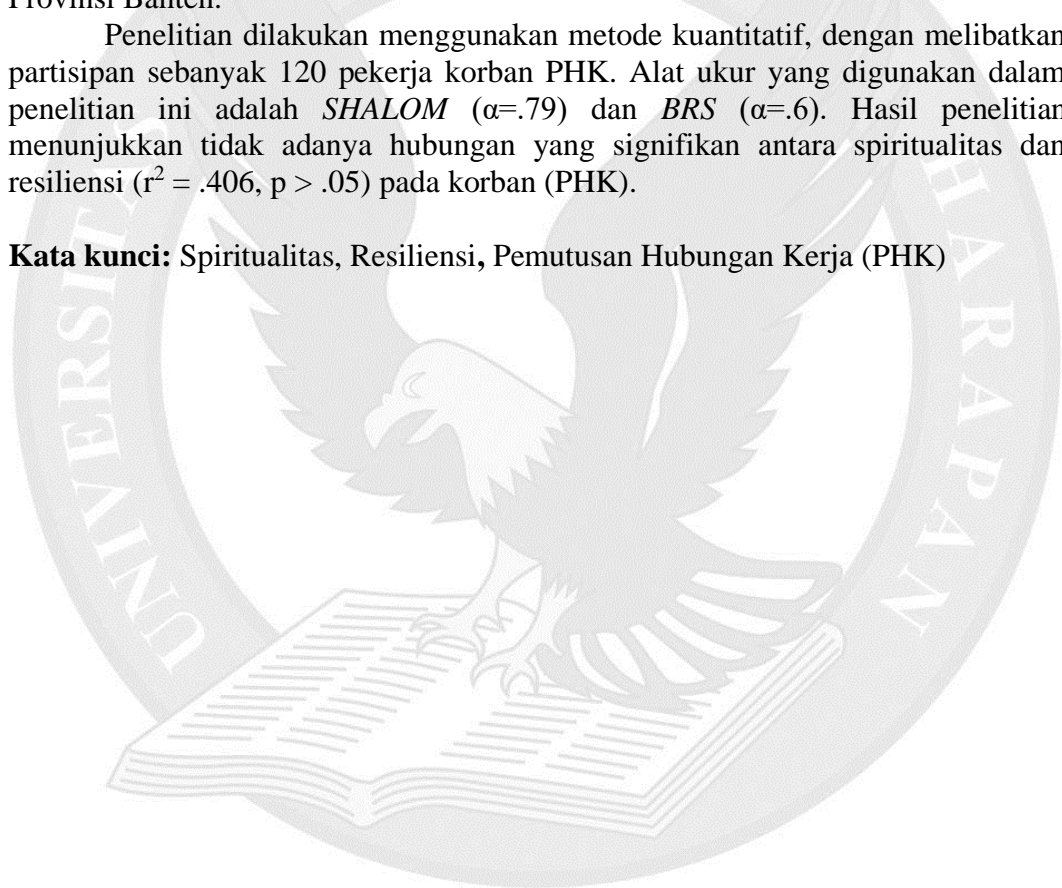 Provinsi Banten.
Penelitian dilakukan menggunakan metode kuantitatif, dengan melibatkan
partisipan sebanyak 120 pekerja korban PHK. Alat ukur yang digunakan dalam
penelitian ini adalah SHALOM (α=.79) dan BRS (α=.6). Hasil penelitian
menunjukkan tidak adanya hubungan yang signifikan antara spiritualitas dan
resiliensi (r² = .406, p > .05) pada korban (PHK).
Kata kunci: Spiritualitas, Resiliensi, Pemutusan Hubungan Kerja (PHK)
UNIVERSITAS
HARAPAN